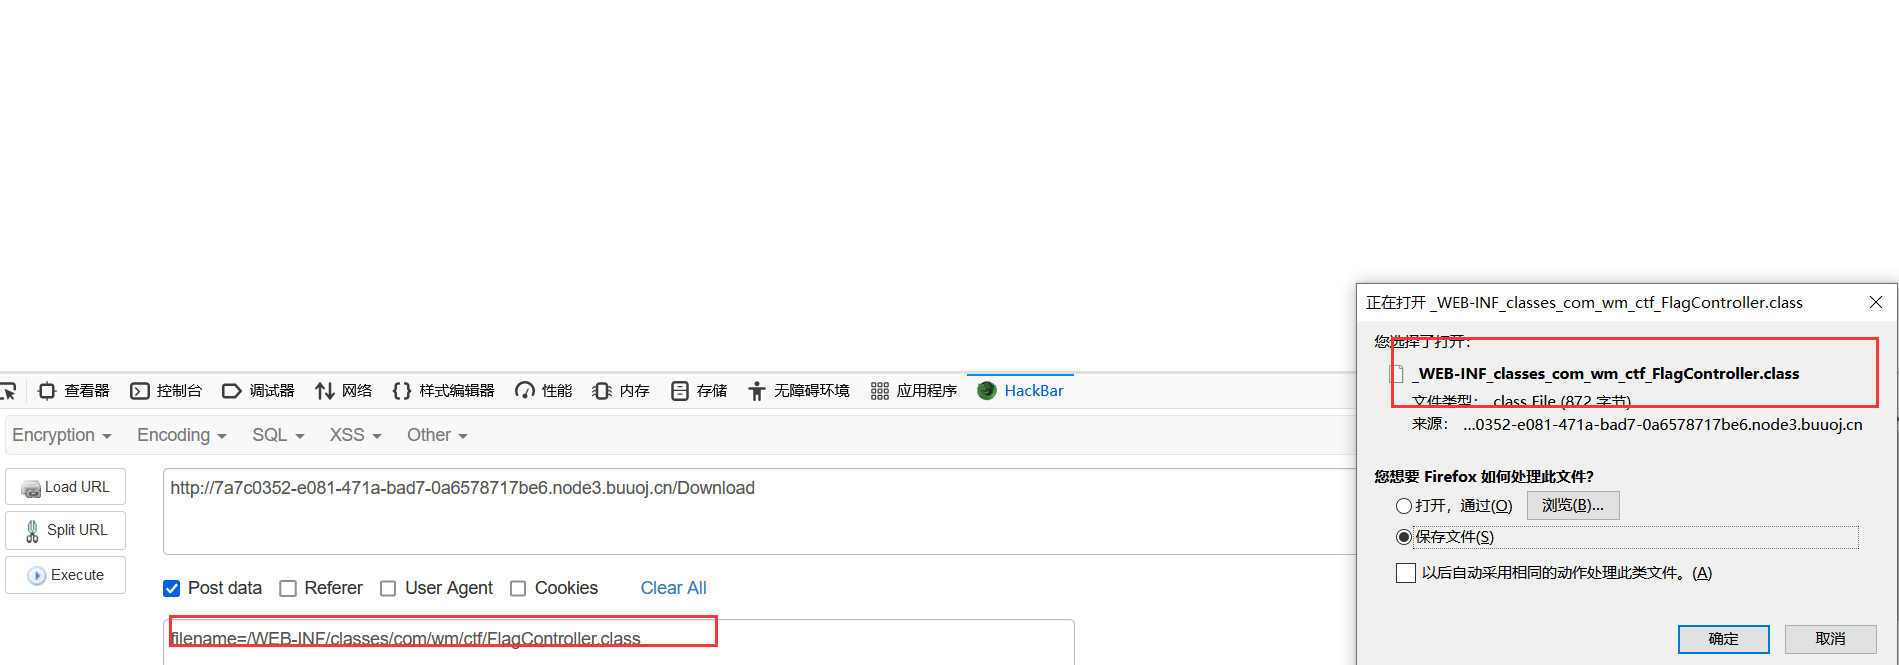 查看器 控制台 调试器 网络 样式编辑器 性能 内存 存储 无障碍环境 应用程序 HackBar
Encryption Encoding SQL XSS Other
Load URL
Split URL
Execute
http://7a7c0352-e081-471a-bad7-0a6578717be6.node3.buuoj.cn/Download
Post data Referer User Agent Cookies Clear All
filename=/WEB-INF/classes/com/wm/ctf/FlagController.class
正在打开 _WEB-INF_classes_com_wm_ctf_FlagController.class
您选择了打开:
_WEB-INF_classes_com_wm_ctf_FlagController.class
文件类型: class File (872 字节)
来源: ...0352-e081-471a-bad7-0a6578717be6.node3.buuoj.cn
您想要 Firefox 如何处理此文件?
打开，通过(O) 浏览(B)...
保存文件(S)
以后自动采用相同的动作处理此类文件。(A)
确定 取消